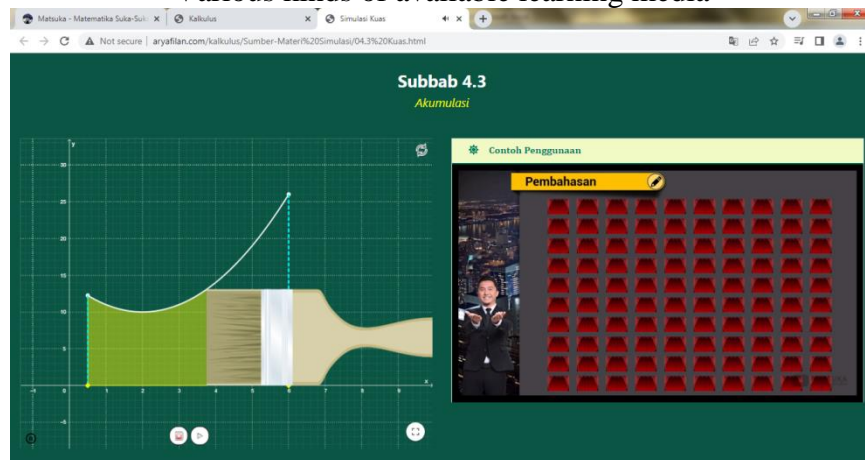 Various kinds of available learning media
Matsuka - Matematika Suka-Suk
Kalkulus
Simulasi Kuas
Not secure | aryafilan.com/kalkulus/Sumber-Materi%20Simulasi/04.3%20Kuas.html
Subbab 4.3
Akumulasi
y
30
25
20
15
10
5
-1 0 1 2 3 4 5 6 7 8 9 x
-5
Contoh Penggunaan
Pembahasan